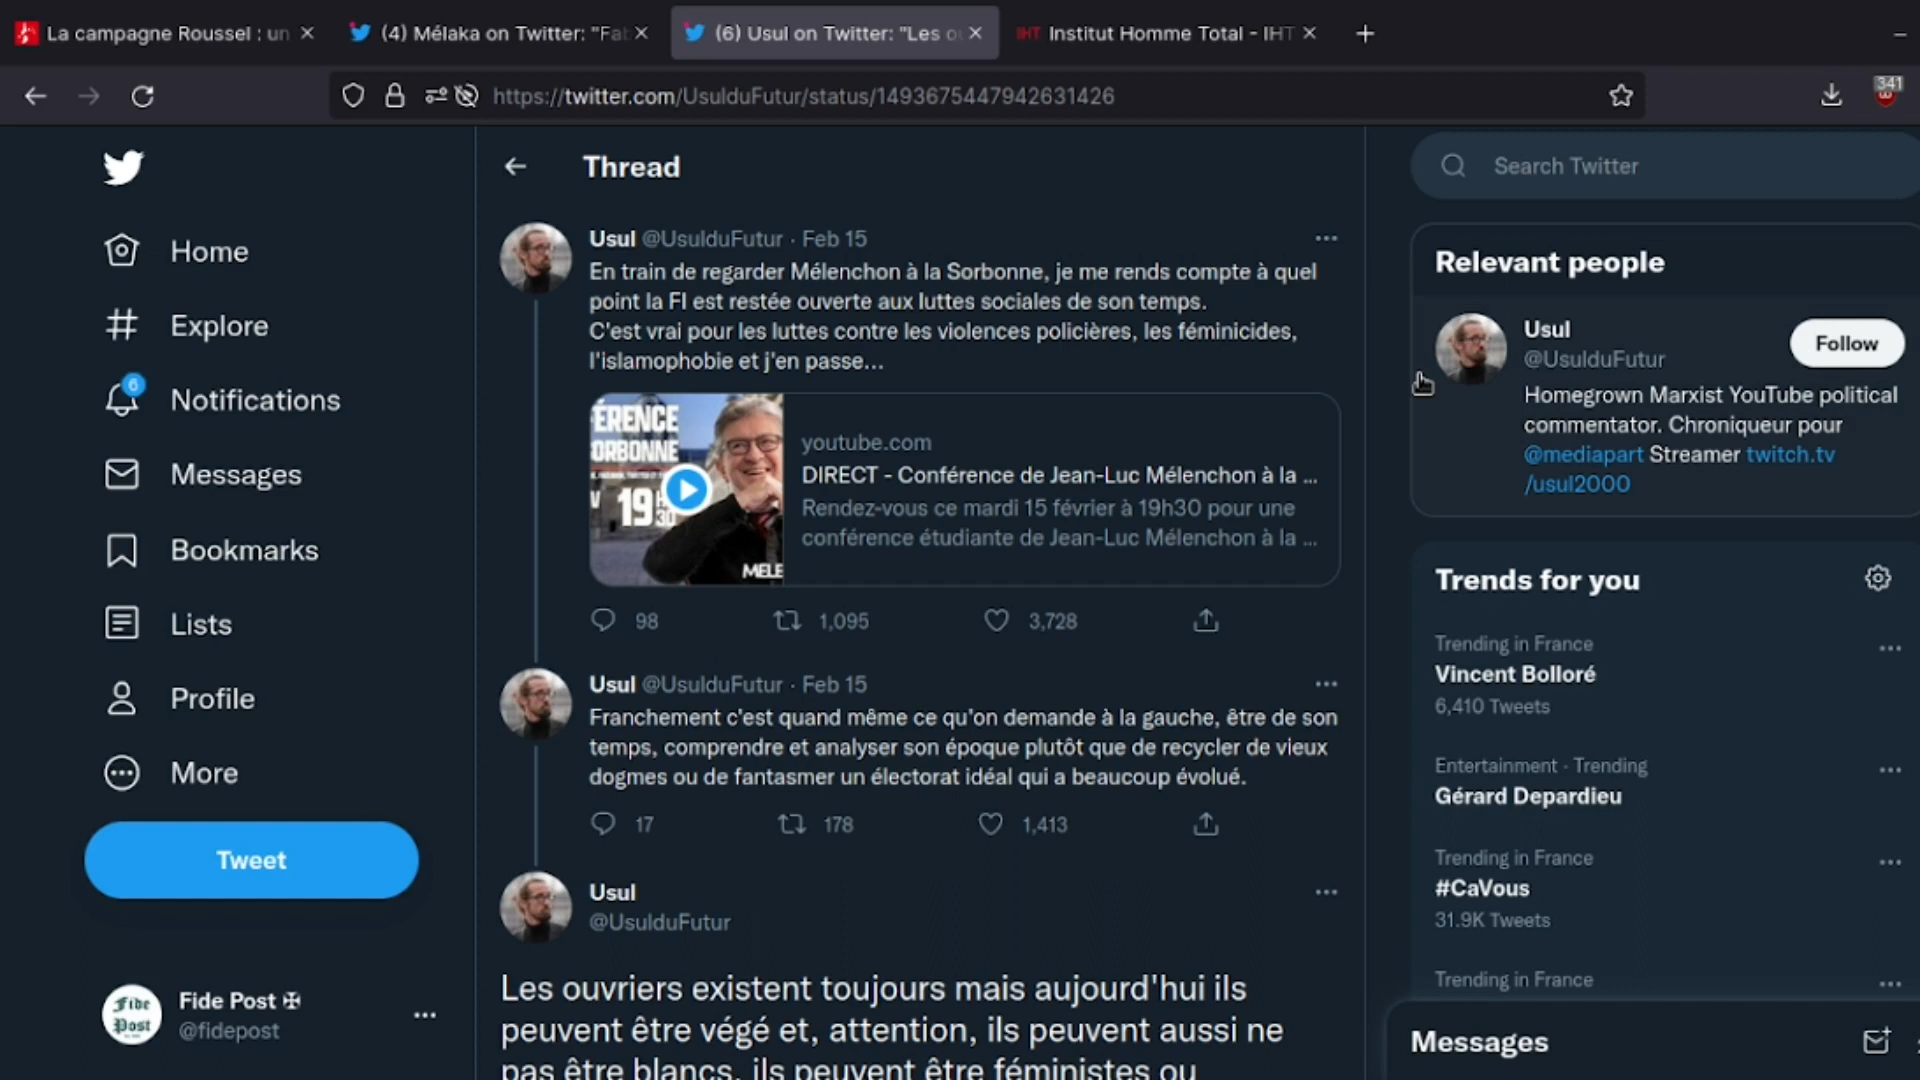 La campagne Roussel : un
(4) Mélaka on Twitter: "Fab
(6) Usul on Twitter: "Les o
IHT Institut Homme Total - IHT
https://twitter.com/UsulduFutur/status/1493675447942631426
341
Home
Explore
6
Notifications
Messages
Bookmarks
Lists
Profile
More
Tweet
Fide Post
Fide Post ✠
@fidepost
Thread
Usul @UsulduFutur · Feb 15
En train de regarder Mélenchon à la Sorbonne, je me rends compte à quel
point la FI est restée ouverte aux luttes sociales de son temps.
C'est vrai pour les luttes contre les violences policières, les féminicides,
l'islamophobie et j'en passe...
ÉRENCE
ORBONNE
19H
30
MELE
youtube.com
DIRECT - Conférence de Jean-Luc Mélenchon à la ...
Rendez-vous ce mardi 15 février à 19h30 pour une
conférence étudiante de Jean-Luc Mélenchon à la ...
98 1,095 3,728
Usul @UsulduFutur · Feb 15
Franchement c'est quand même ce qu'on demande à la gauche, être de son
temps, comprendre et analyser son époque plutôt que de recycler de vieux
dogmes ou de fantasmer un électorat idéal qui a beaucoup évolué.
17 178 1,413
Usul
@UsulduFutur
Les ouvriers existent toujours mais aujourd'hui ils
peuvent être végé et, attention, ils peuvent aussi ne
pas être blancs, ils peuvent être féministes ou
Search Twitter
Relevant people
Usul
@UsulduFutur
Follow
Homegrown Marxist YouTube political
commentator. Chroniqueur pour
@mediapart Streamer twitch.tv
/usul2000
Trends for you
Trending in France
Vincent Bolloré
6,410 Tweets
Entertainment · Trending
Gérard Depardieu
Trending in France
#CaVous
31.9K Tweets
Trending in France
Messages